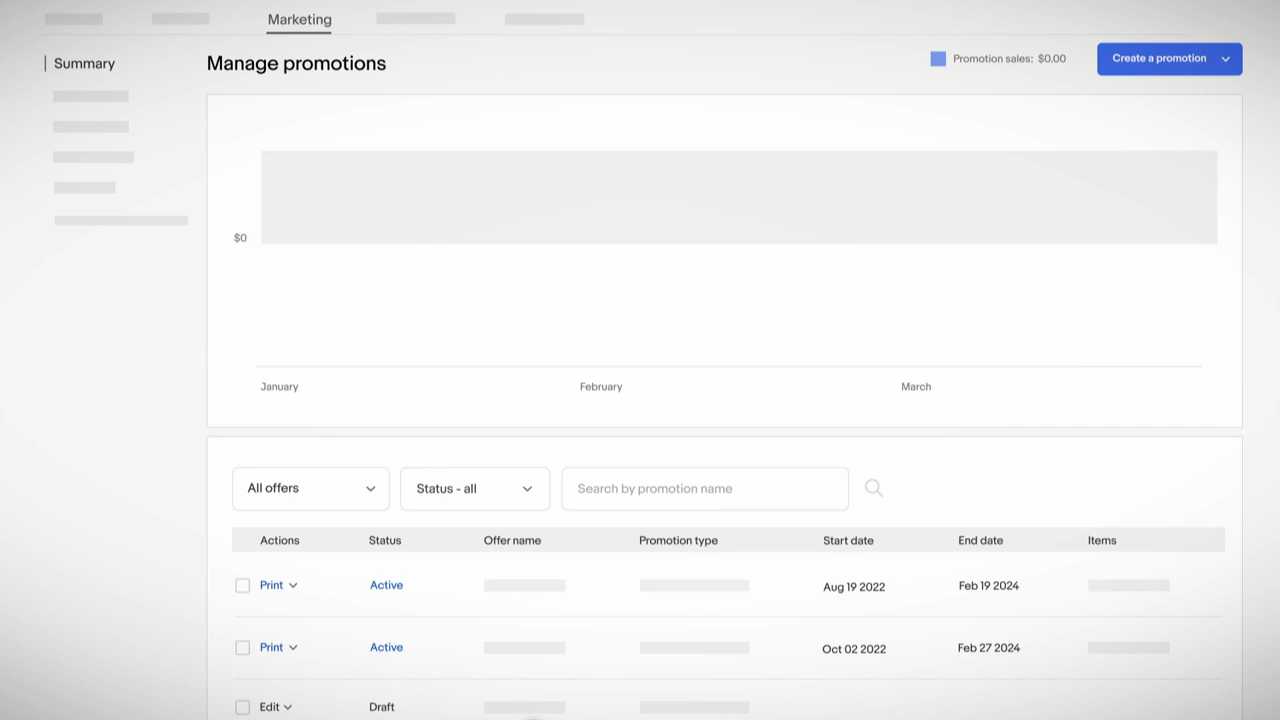 Marketing
Summary
Manage promotions
Promotion sales: $0.00
Create a promotion
$0
January February March
All offers Status - all Search by promotion name
Actions Status Offer name Promotion type Start date End date Items
Print Active Aug 19 2022 Feb 19 2024
Print Active Oct 02 2022 Feb 27 2024
Edit Draft